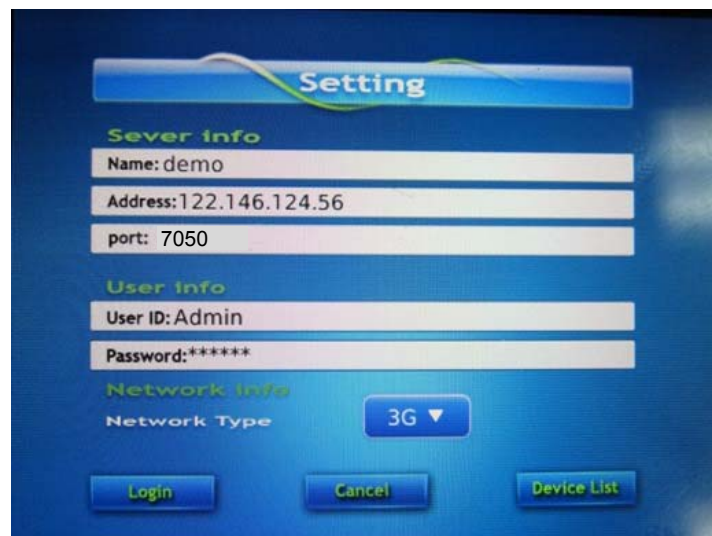 Setting
Sever info
Name: demo
Address:122.146.124.56
port: 7050
User info
User ID: Admin
Password:******
Network info
Network Type 3G ▼
Login Cancel Device List